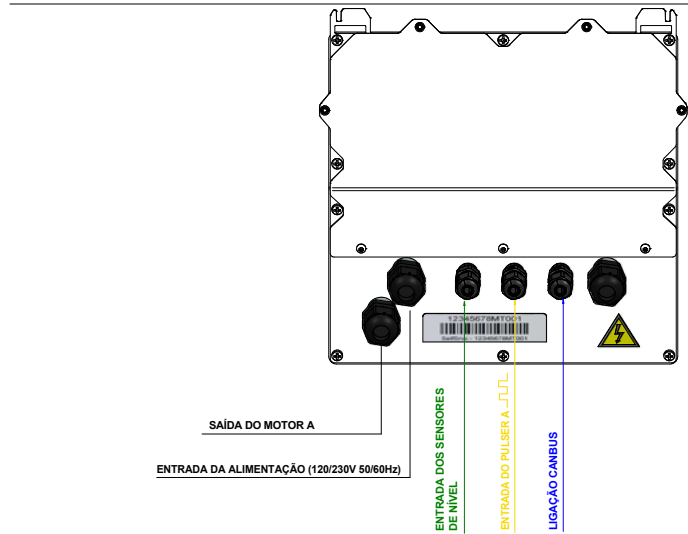 12345678MT001
SAÍDA DO MOTOR A
ENTRADA DA ALIMENTAÇÃO (120/230V 50/60Hz)
ENTRADA DOS SENSORES
DE NÍVEL
ENTRADA DO PULSER A
LIGAÇÃO CANBUS